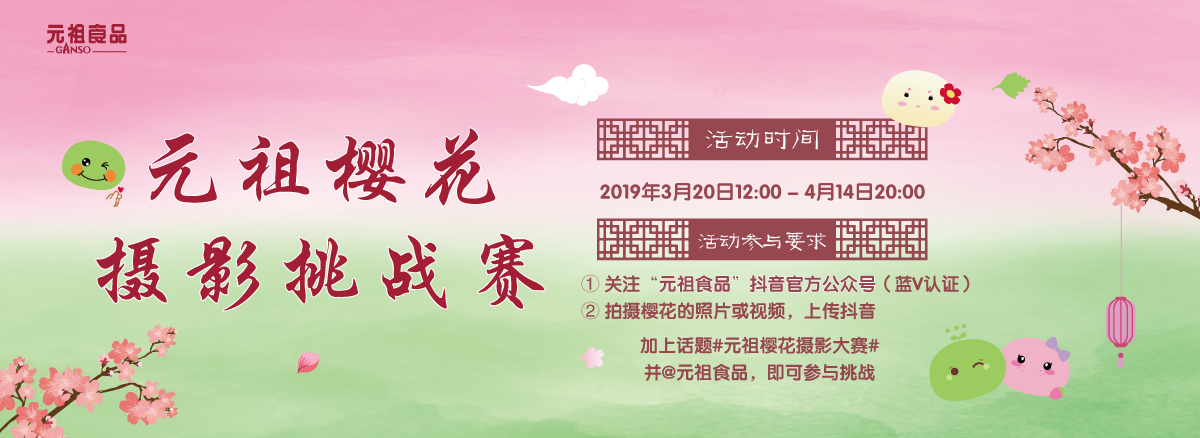 元祖食品
GANSO
元祖樱花
摄影挑战赛
活动时间
2019年3月20日12:00 – 4月14日20:00
活动参与要求
① 关注“元祖食品”抖音官方公众号（蓝V认证）
② 拍摄樱花的照片或视频，上传抖音
加上话题#元祖樱花摄影大赛#
并@元祖食品，即可参与挑战